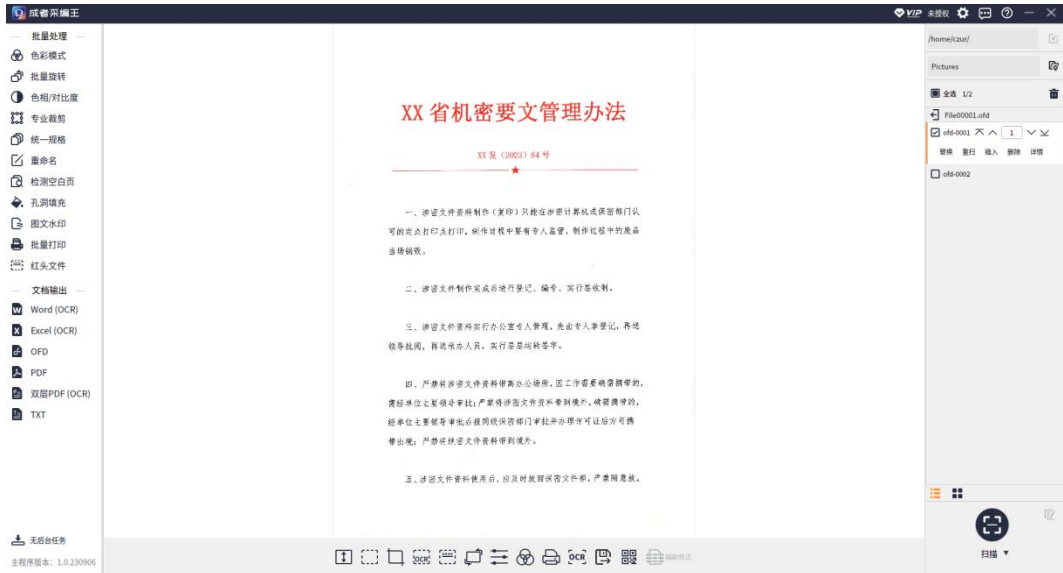 成者采编王
VIP 未授权
批量处理
色彩模式
批量旋转
色相/对比度
专业裁剪
统一规格
重命名
检测空白页
孔洞填充
图文水印
批量打印
红头文件
文档输出
Word (OCR)
Excel (OCR)
OFD
PDF
双层PDF (OCR)
TXT
无后台任务
主程序版本: 1.0.230906
XX 省机密要文管理办法
XX 发（2023）64 号
一、涉密文件资料制作（复印）只能在涉密计算机或保密部门认
可的定点打印点打印，制作过程中要有专人监管，制作过程中的废品
当场销毁。
二、涉密文件制作完成后进行登记、编号、实行签收制。
三、涉密文件资料实行办公室专人管理，先由专人拿登记，再送
领导批阅，再送承办人员，实行层层运转签字。
四、严禁将涉密文件资料带离办公场所，因工作需要确需携带的，
需经单位主要领导审批；严禁将涉密文件资料带到境外，确需携带的，
经单位主要领导审批后报同级保密部门审批并办理许可证后方可携
带出境；严禁将绝密文件资料带到境外。
五、涉密文件资料使用后，应及时放回保密文件柜，严禁随意放。
OCR
OCR
辅助矫正
/home/czur/
Pictures
全选 1/2
File00001.ofd
ofd-0001 1
替换 重扫 插入 删除 详情
ofd-0002
扫描